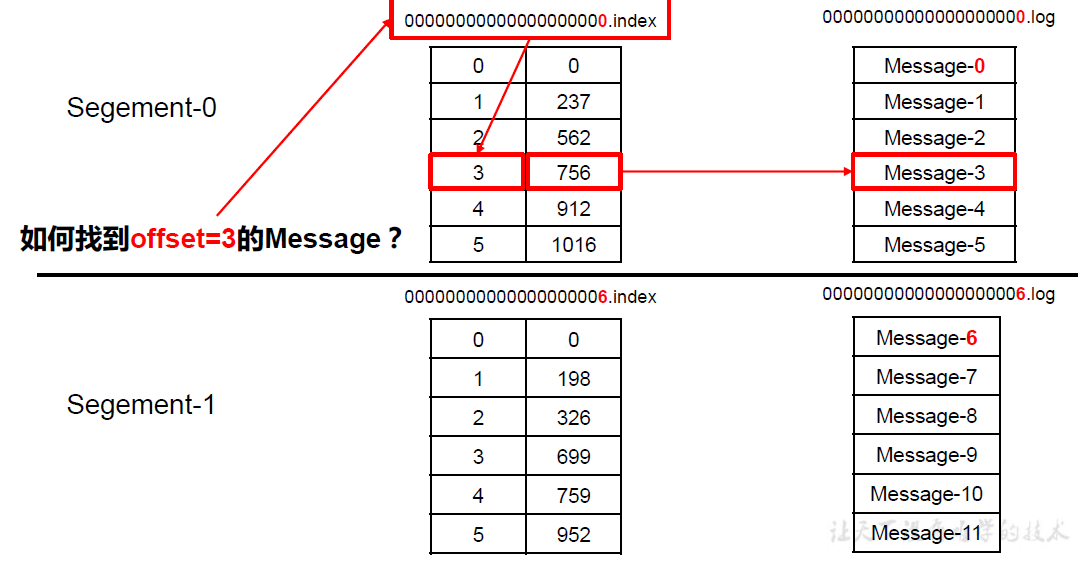 00000000000000000000.index
00000000000000000000.log
Segement-0
0 0 Message-0
1 237 Message-1
2 562 Message-2
3 756 Message-3
4 912 Message-4
5 1016 Message-5
如何找到offset=3的Message？
00000000000000000006.index
00000000000000000006.log
Segement-1
0 0 Message-6
1 198 Message-7
2 326 Message-8
3 699 Message-9
4 759 Message-10
5 952 Message-11
让天下没有难学的技术